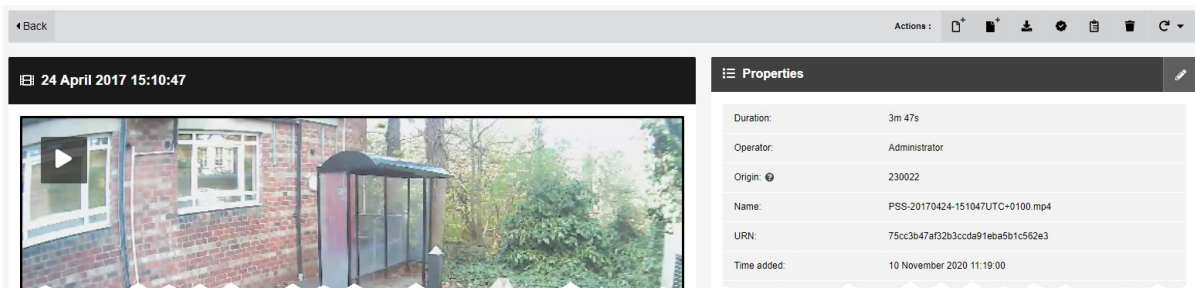 Back
Actions :
24 April 2017 15:10:47
Properties
Duration: 3m 47s
Operator: Administrator
Origin: 230022
Name: PSS-20170424-151047UTC+0100.mp4
URN: 75cc3b47af32b3ccda91eba5b1c562e3
Time added: 10 November 2020 11:19:00